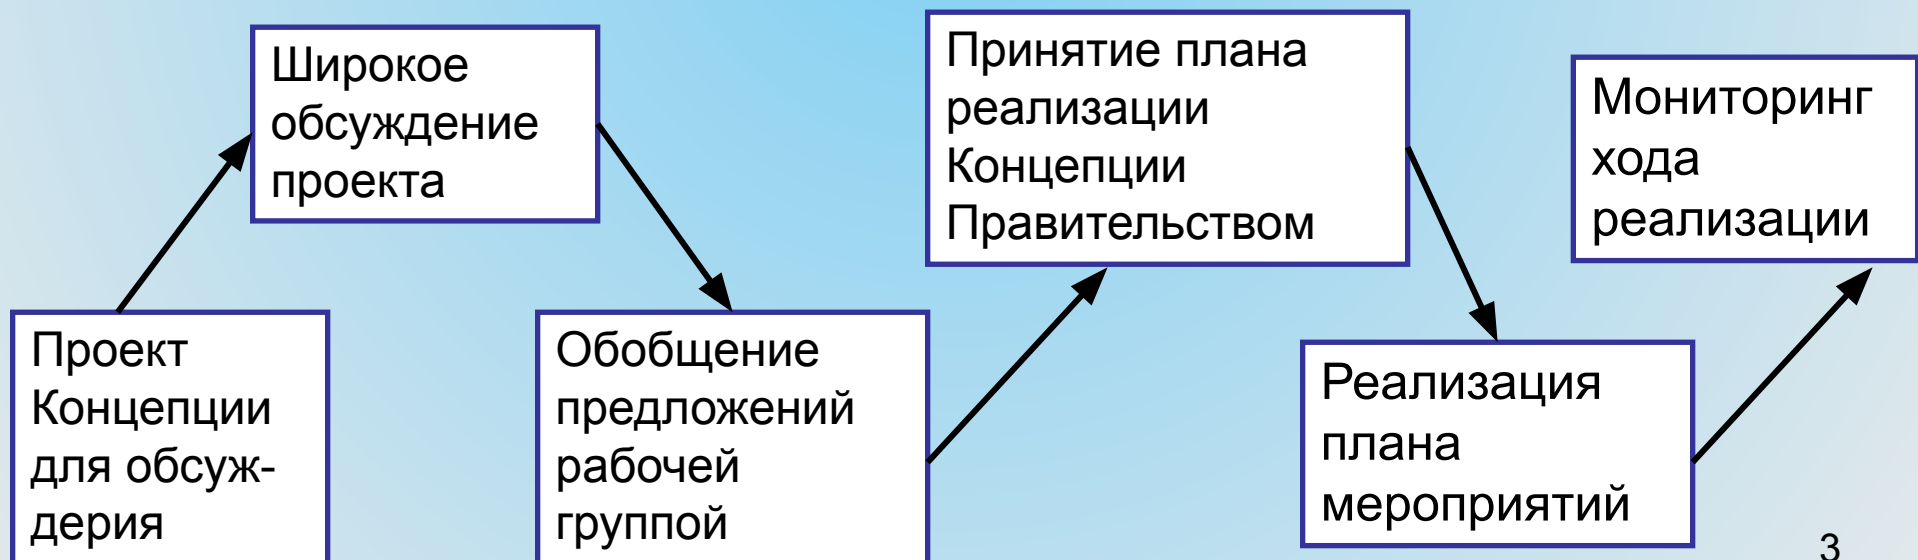 Проект
Концепции
для обсуж-
дерия
Широкое
обсуждение
проекта
Обобщение
предложений
рабочей
группой
Принятие плана
реализации
Концепции
Правительством
Реализация
плана
мероприятий
Мониторинг
хода
реализации
3